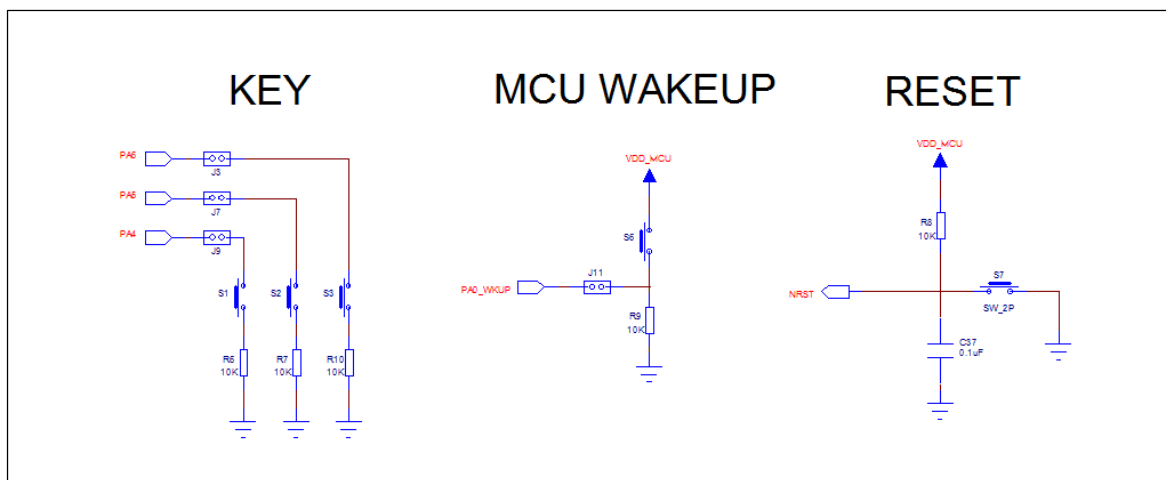 KEY
PA6
J3
PA5
J7
PA4
J9
S1
S2
S3
R6
10K
R7
10K
R10
10K
MCU WAKEUP
VDD_MCU
S6
J11
PA0_WKUP
R9
10K
RESET
VDD_MCU
R8
10K
S7
NRST
SW_2P
C37
0.1uF